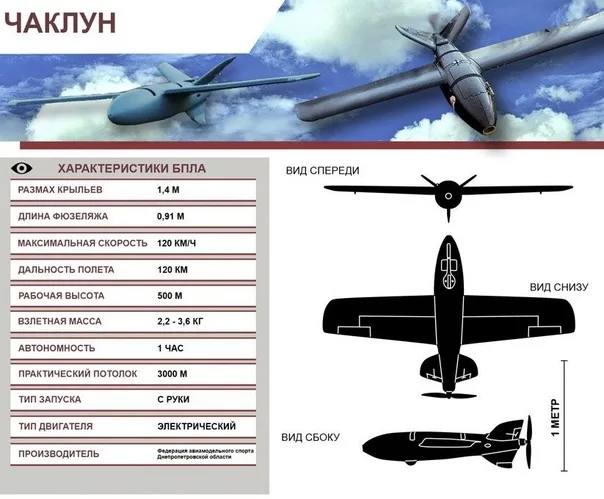 ЧАКЛУН
ХАРАКТЕРИСТИКИ БПЛА
РАЗМАХ КРЫЛЬЕВ 1,4 М
ДЛИНА ФЮЗЕЛЯЖА 0,91 М
МАКСИМАЛЬНАЯ СКОРОСТЬ 120 КМ/Ч
ДАЛЬНОСТЬ ПОЛЕТА 120 КМ
РАБОЧАЯ ВЫСОТА 500 М
ВЗЛЕТНАЯ МАССА 2,2 - 3,6 КГ
АВТОНОМНОСТЬ 1 ЧАС
ПРАКТИЧЕСКИЙ ПОТОЛОК 3000 М
ТИП ЗАПУСКА С РУКИ
ТИП ДВИГАТЕЛЯ ЭЛЕКТРИЧЕСКИЙ
ПРОИЗВОДИТЕЛЬ Федерация авиамодельного спорта
Днепропетровской области
ВИД СПЕРЕДИ
ВИД СНИЗУ
ВИД СБОКУ
1 МЕТР